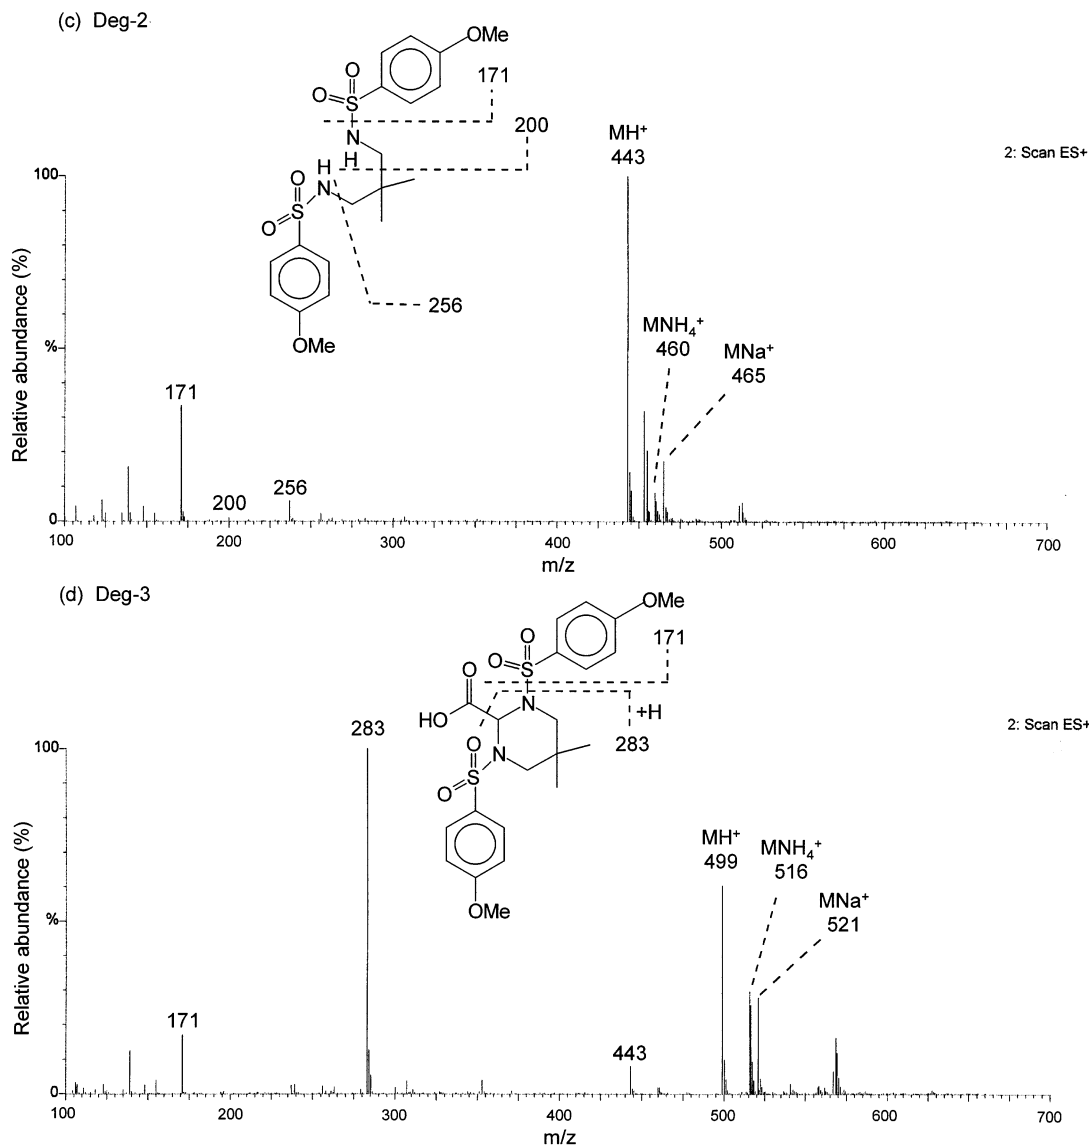 (c) Deg-2
OMe
171
O
O
S
200
N
H
H
O
N
S
O
256
OMe
MH⁺
443
2: Scan ES+
MNH₄⁺
460
MNa⁺
465
171
200
256
100
%
0
Relative abundance (%)
100 200 300 400 500 600 700
m/z
(d) Deg-3
OMe
171
O
O
S
O
HO
N
+H
283
O
N
S
O
OMe
283
2: Scan ES+
MH⁺
499
MNH₄⁺
516
MNa⁺
521
171
443
100
%
0
Relative abundance (%)
100 200 300 400 500 600 700
m/z